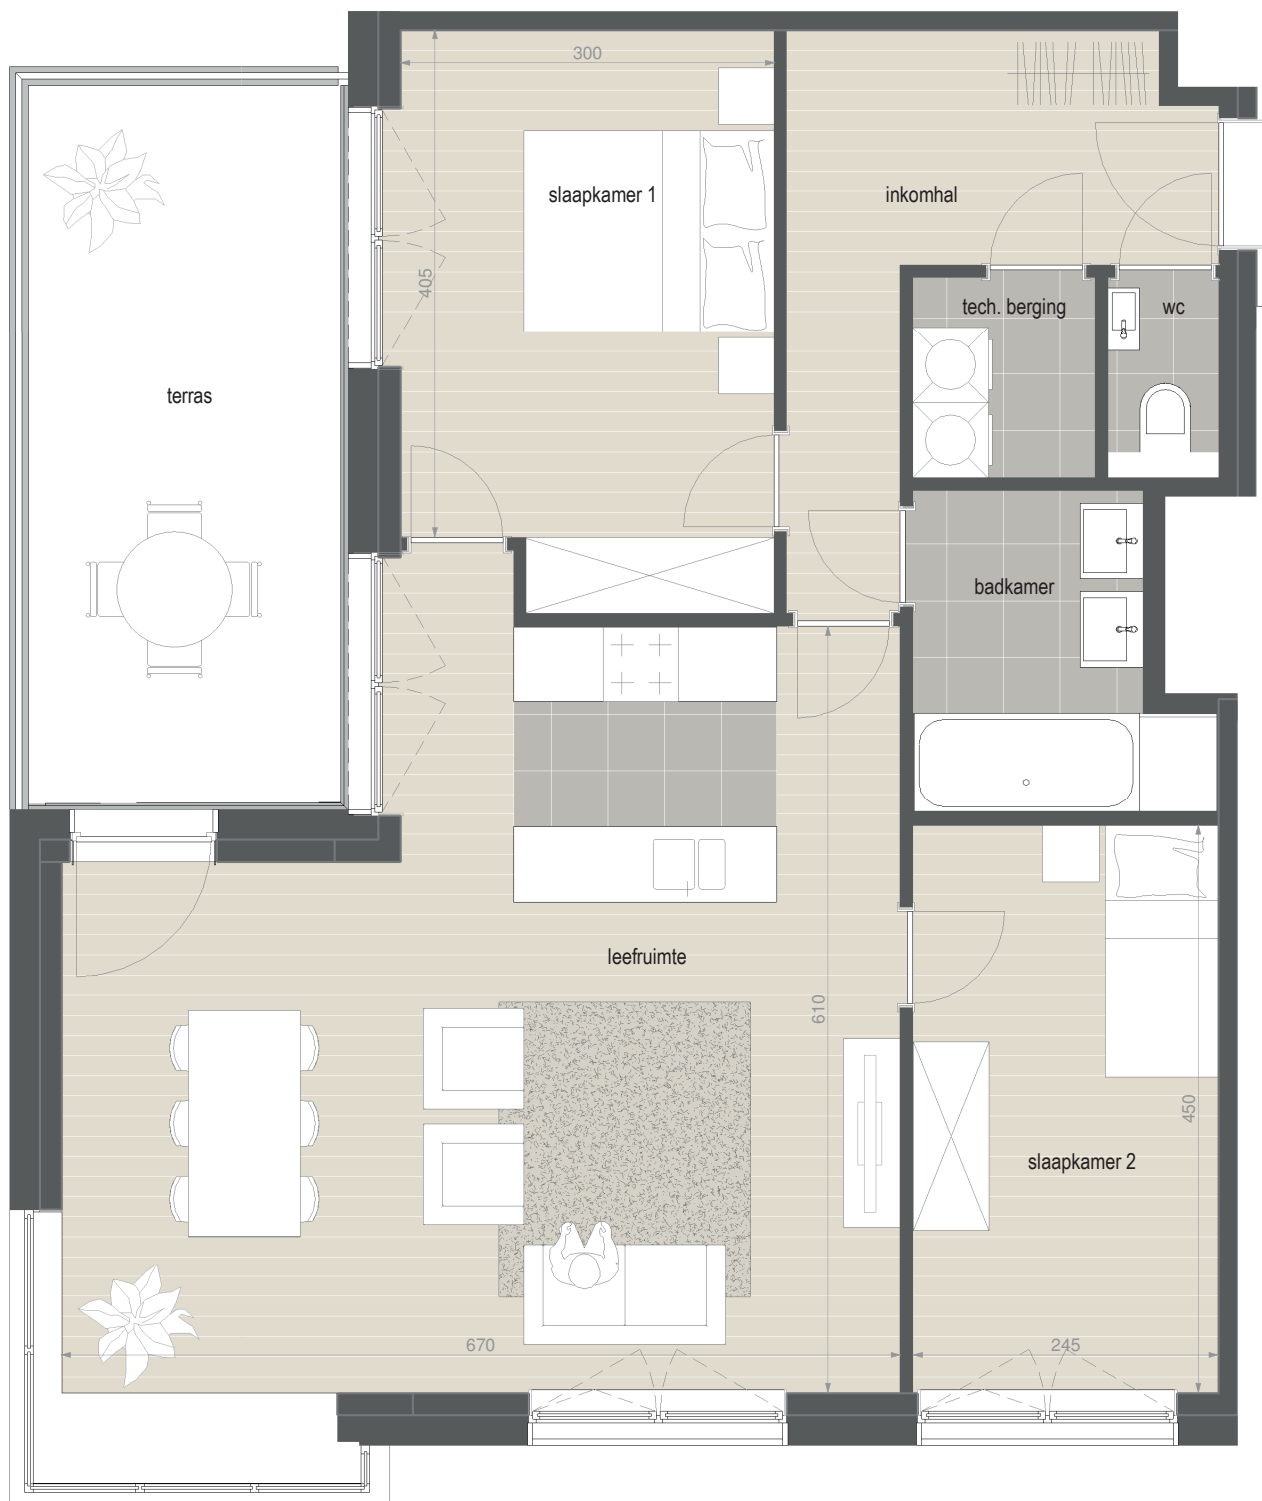 300
slaapkamer 1
inkomhal
405
tech. berging
wc
terras
badkamer
leefruimte
610
450
slaapkamer 2
670
245